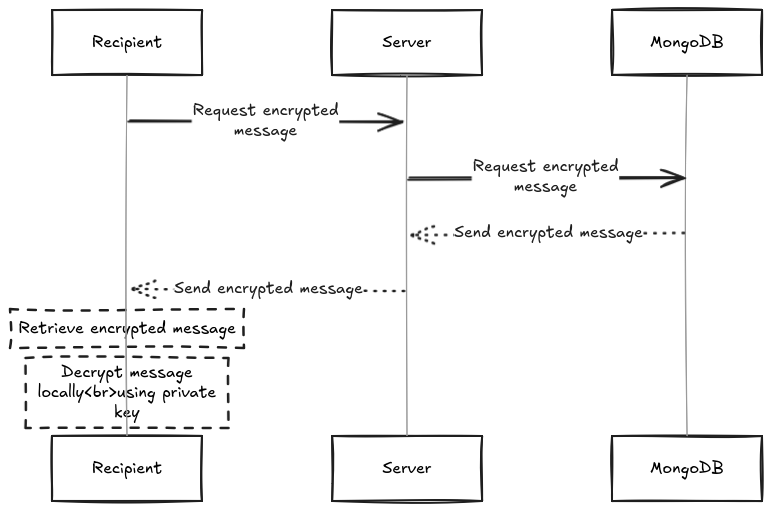 Recipient
Server
MongoDB
Request encrypted
message
Request encrypted
message
Send encrypted message
Send encrypted message
Retrieve encrypted message
Decrypt message
locally<br>using private
key
Recipient
Server
MongoDB